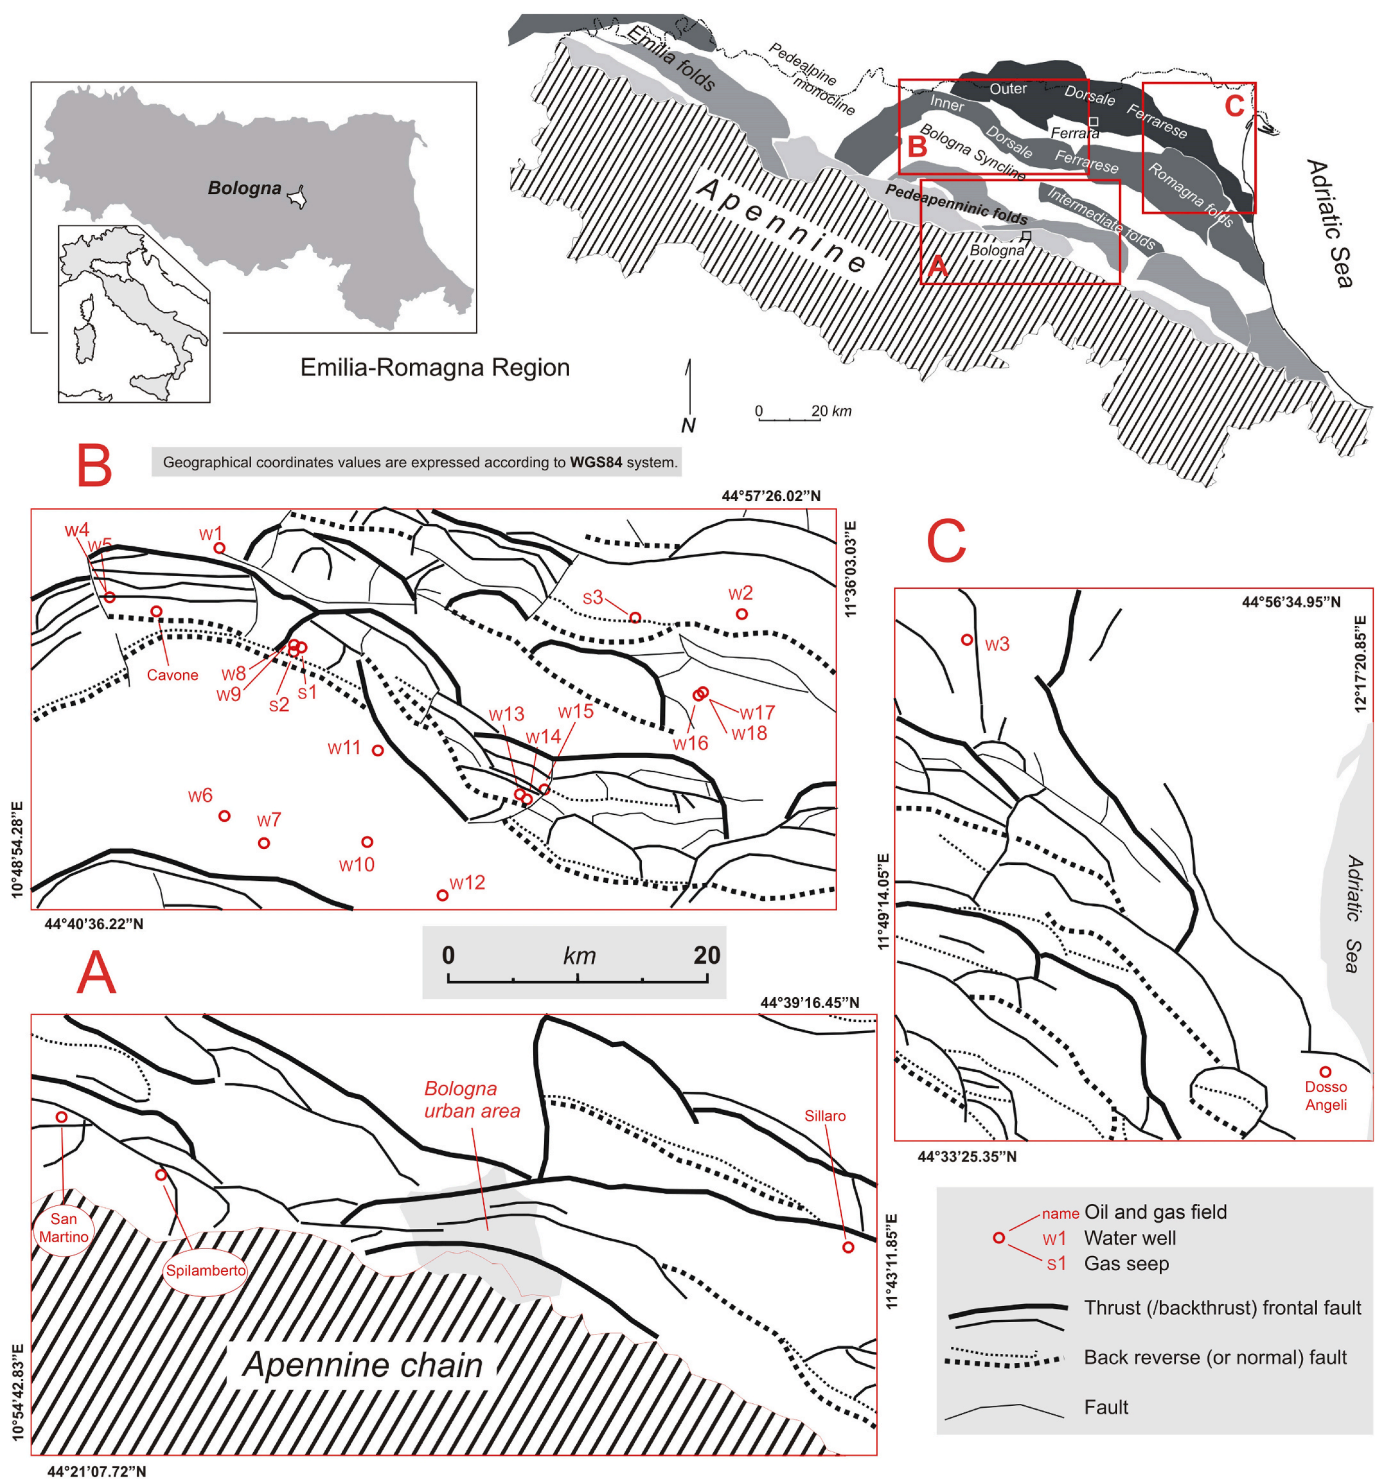 Bologna
Emilia-Romagna Region
Emilia folds
Pedealpine
monocline
Outer
Dorsale
Ferrarese
Inner
Dorsale
Ferrarese
Ferrara
Bologna Syncline
Romagna folds
Pedeapenninic folds
Intermediate folds
Bologna
Apennine
Adriatic Sea
A
B
C
N
0 20 km
Geographical coordinates values are expressed according to WGS84 system.
B
44°57'26.02"N
11°36'03.03"E
w4
w5
w1
s3
w2
Cavone
w8
w9
s2
s1
w13
w14
w15
w16
w17
w18
w11
w6
w7
w10
w12
10°48'54.28"E
44°40'36.22"N
0 km 20
A
44°39'16.45"N
Bologna
urban area
Sillaro
San
Martino
Spilamberto
Apennine chain
11°43'11.85"E
10°54'42.83"E
44°21'07.72"N
C
44°56'34.95"N
12°17'20.85"E
w3
11°49'14.05"E
Adriatic Sea
Dosso
Angeli
44°33'25.35"N
name Oil and gas field
w1 Water well
s1 Gas seep
Thrust (/backthrust) frontal fault
Back reverse (or normal) fault
Fault